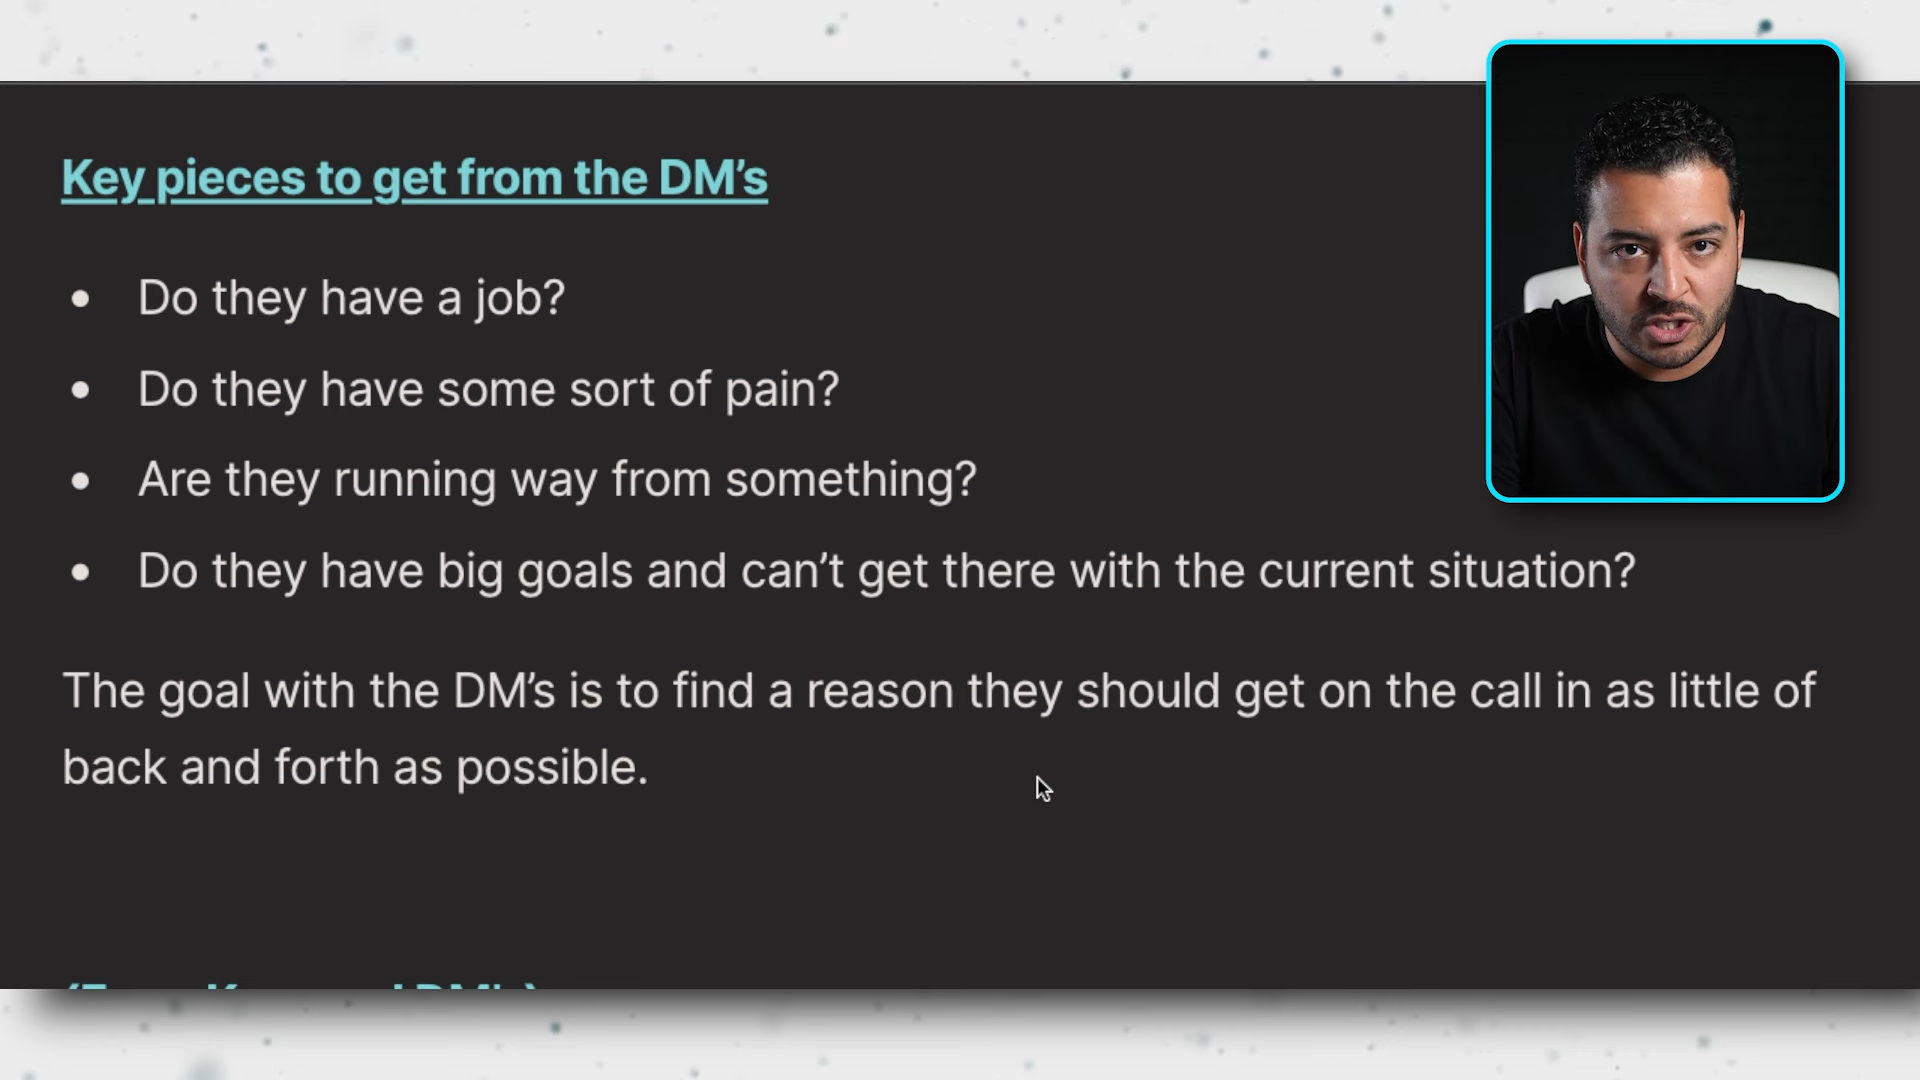 Key pieces to get from the DM’s
• Do they have a job?
• Do they have some sort of pain?
• Are they running way from something?
• Do they have big goals and can’t get there with the current situation?
The goal with the DM’s is to find a reason they should get on the call in as little of
back and forth as possible.